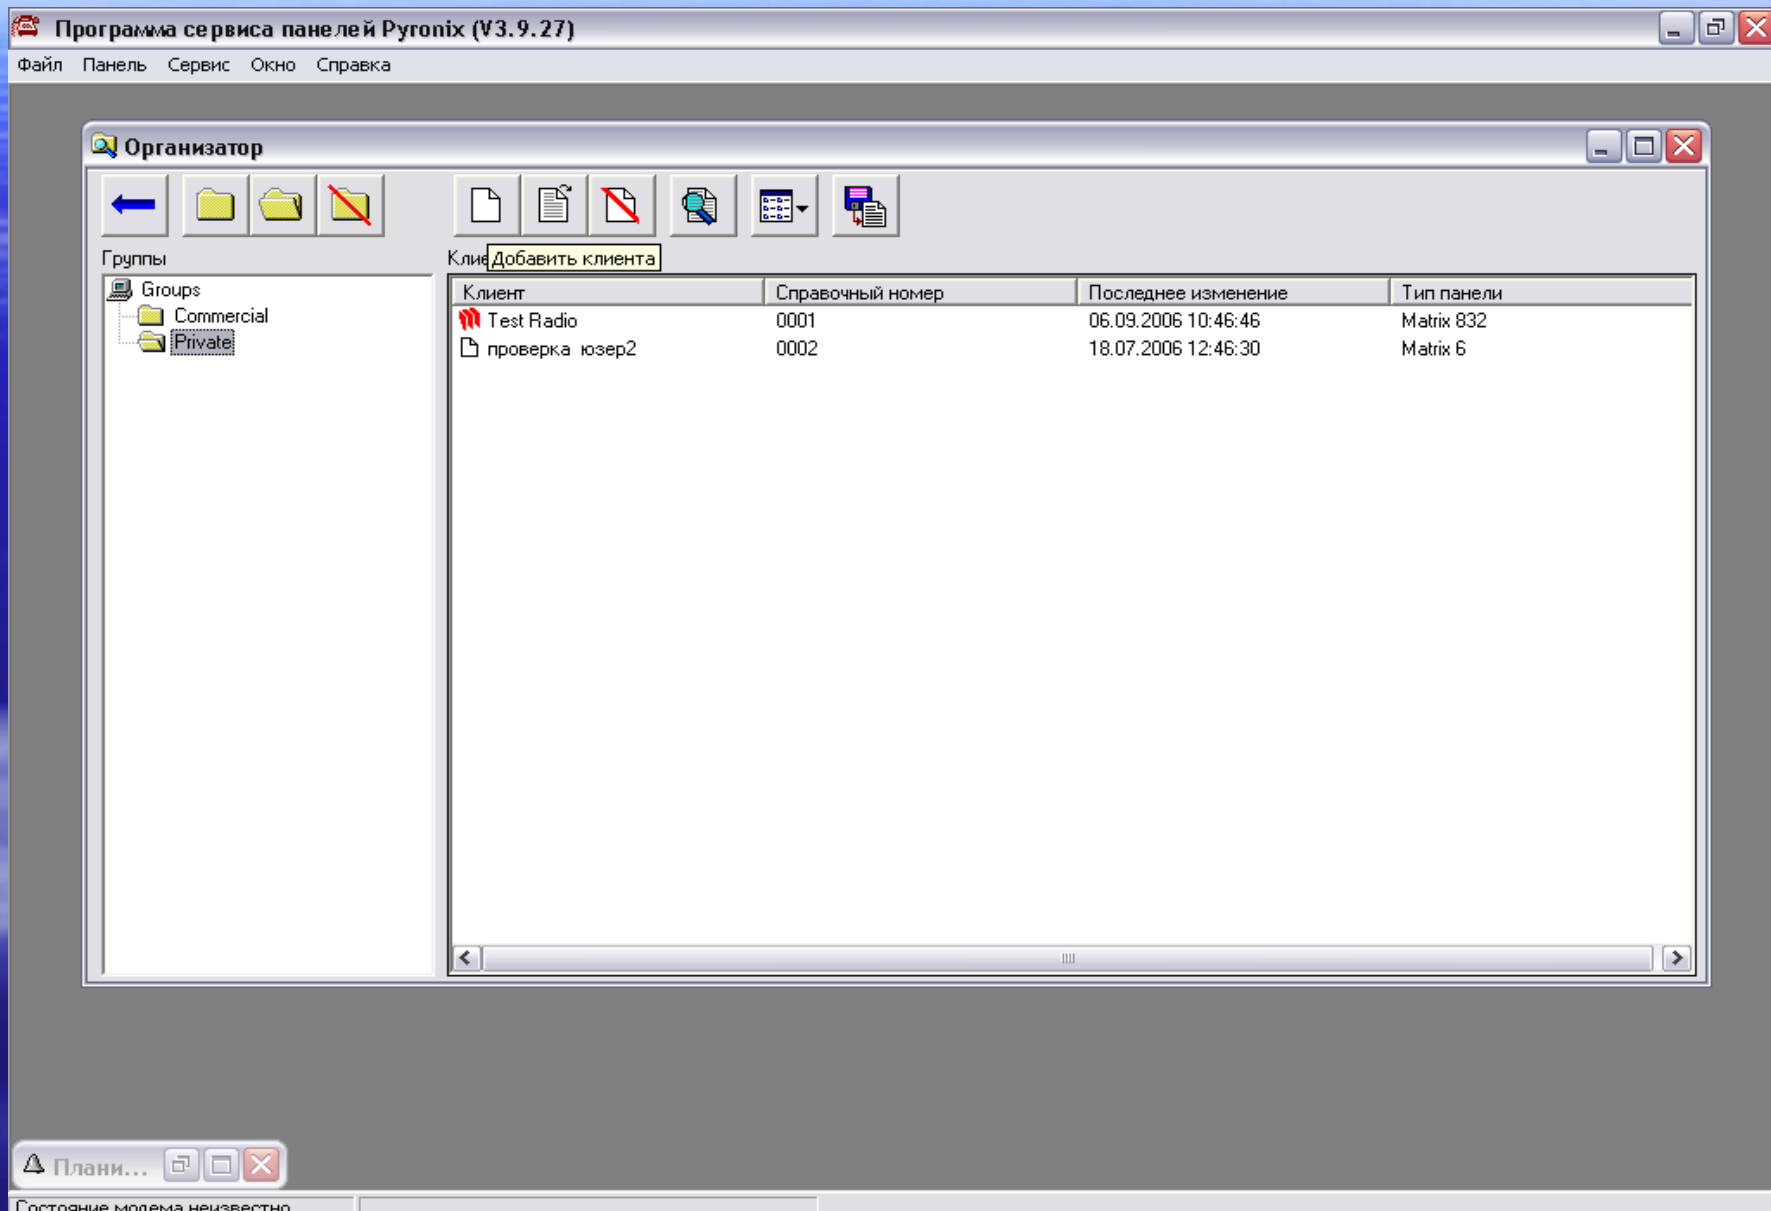 Программа сервиса панелей Pyronix (V3.9.27)
Файл Панель Сервис Окно Справка
Организатор
Группы
Добавить клиента
Groups
Commercial
Private
Клиент Справочный номер Последнее изменение Тип панели
Test Radio 0001 06.09.2006 10:46:46 Matrix 832
проверка юзер2 0002 18.07.2006 12:46:30 Matrix 6
Плани...
Состояние модема неизвестно